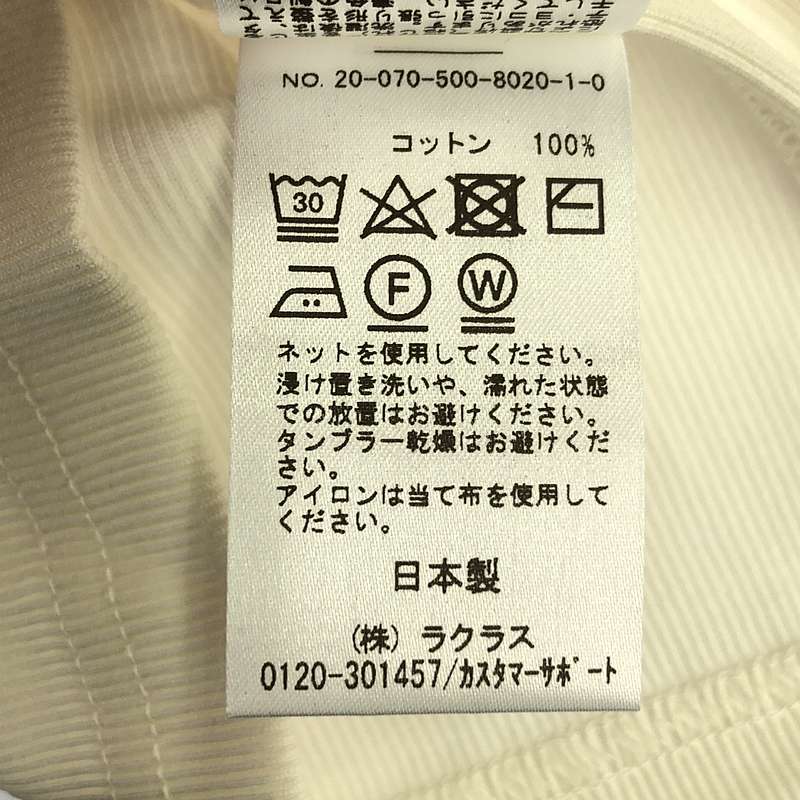 NO. 20-070-500-8020-1-0
コットン 100%
30
F W
ネットを使用してください。
浸け置き洗いや、濡れた状態
での放置はお避けください。
タンブラー乾燥はお避けくだ
さい。
アイロンは当て布を使用して
ください。
日本製
(株) ラクラス
0120-301457/カスタマーサポート